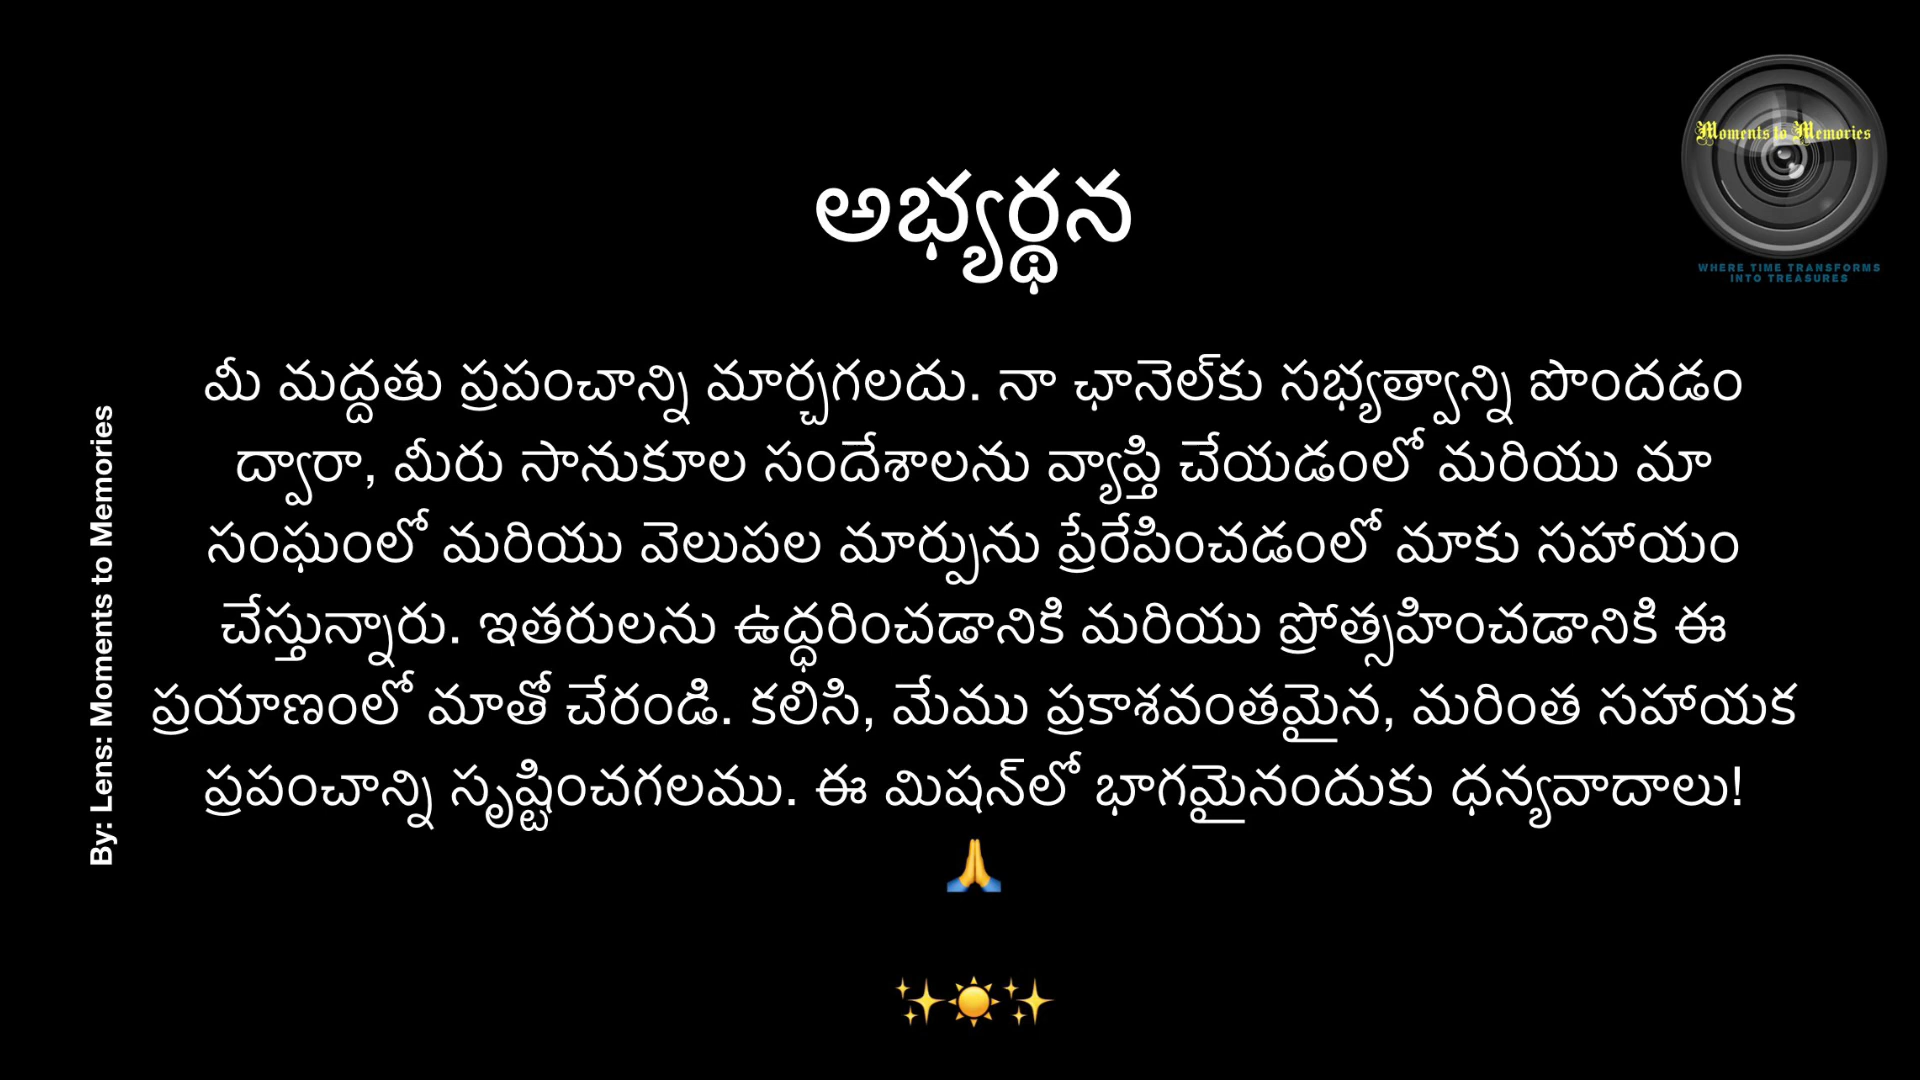 Moments to Memories
WHERE TIME TRANSFORMS
INTO TREASURES
అభ్యర్థన
మీ మద్దతు ప్రపంచాన్ని మార్చగలదు. నా ఛానెల్‌కు సభ్యత్వాన్ని పొందడం
ద్వారా, మీరు సానుకూల సందేశాలను వ్యాప్తి చేయడంలో మరియు మా
సంఘంలో మరియు వెలుపల మార్పును ప్రేరేపించడంలో మాకు సహాయం
చేస్తున్నారు. ఇతరులను ఉద్ధరించడానికి మరియు ప్రోత్సహించడానికి ఈ
ప్రయాణంలో మాతో చేరండి. కలిసి, మేము ప్రకాశవంతమైన, మరింత సహాయక
ప్రపంచాన్ని సృష్టించగలము. ఈ మిషన్‌లో భాగమైనందుకు ధన్యవాదాలు!
🙏
✨☀️✨
By: Lens: Moments to Memories